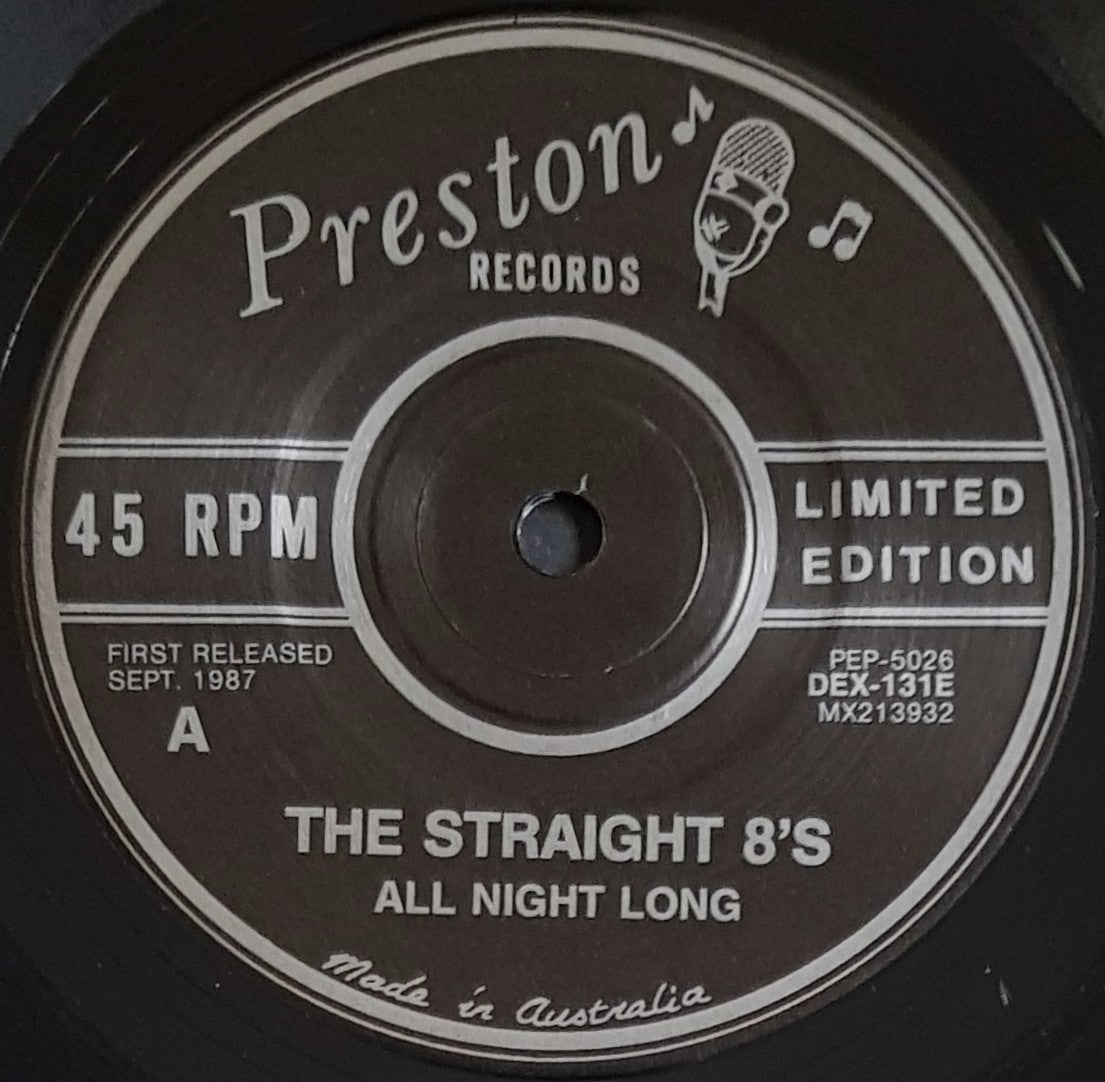 Preston
RECORDS
45 RPM
LIMITED
EDITION
FIRST RELEASED
SEPT. 1987
A
PEP-5026
DEX-131E
MX213932
THE STRAIGHT 8'S
ALL NIGHT LONG
Made in Australia